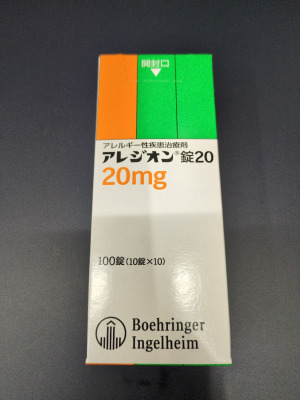 開封口
アレルギー性疾患治療剤
アレジオン®錠20
20mg
100錠(10錠×10)
Boehringer
Ingelheim